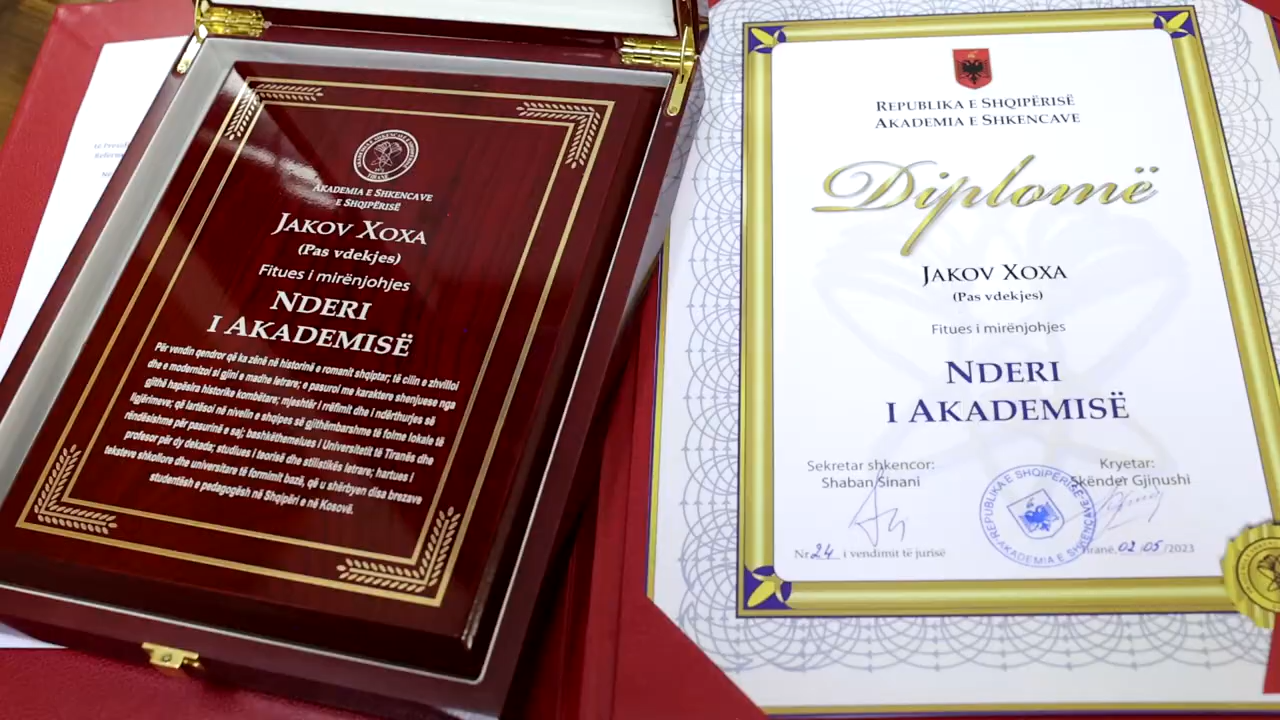 të Presid
Referen
AKADEMIA E SHKENCAVE
E SHQIPËRISË
JAKOV XOXA
(Pas vdekjes)
Fitues i mirënjohjes
NDERI
I AKADEMISË
Për vendin qendror që ka zënë në historinë e romanit shqiptar; të cilin e zhvilloi
dhe e modernizoi si gjini e madhe letrare; e pasuroi me karaktere shenjuese nga
gjithë hapësira historike kombëtare; mjeshtër i rrëfimit dhe i ndërthurjes së
ligjërimeve; që lartësoi në nivelin e shqipes së gjithëmbarshme të folme lokale të
rëndësishme për pasurinë e saj; bashkëthemelues i Universitetit të Tiranës dhe
profesor për dy dekada; studiues i teorisë dhe stilistikës letrare; hartues i
teksteve shkollore dhe universitare të formimit bazë, që u shërbyen disa brezave
studentësh e pedagogësh në Shqipëri e në Kosovë.
REPUBLIKA E SHQIPËRISË
AKADEMIA E SHKENCAVE
Diplomë
JAKOV XOXA
(Pas vdekjes)
Fitues i mirënjohjes
NDERI
I AKADEMISË
Sekretar shkencor:
Shaban Sinani
Kryetar:
Skënder Gjinushi
REPUBLIKA E SHQIPËRISË
AKADEMIA E SHKENCAVE
Nr 24 i vendimit të jurisë
Tiranë, 02/05/2023